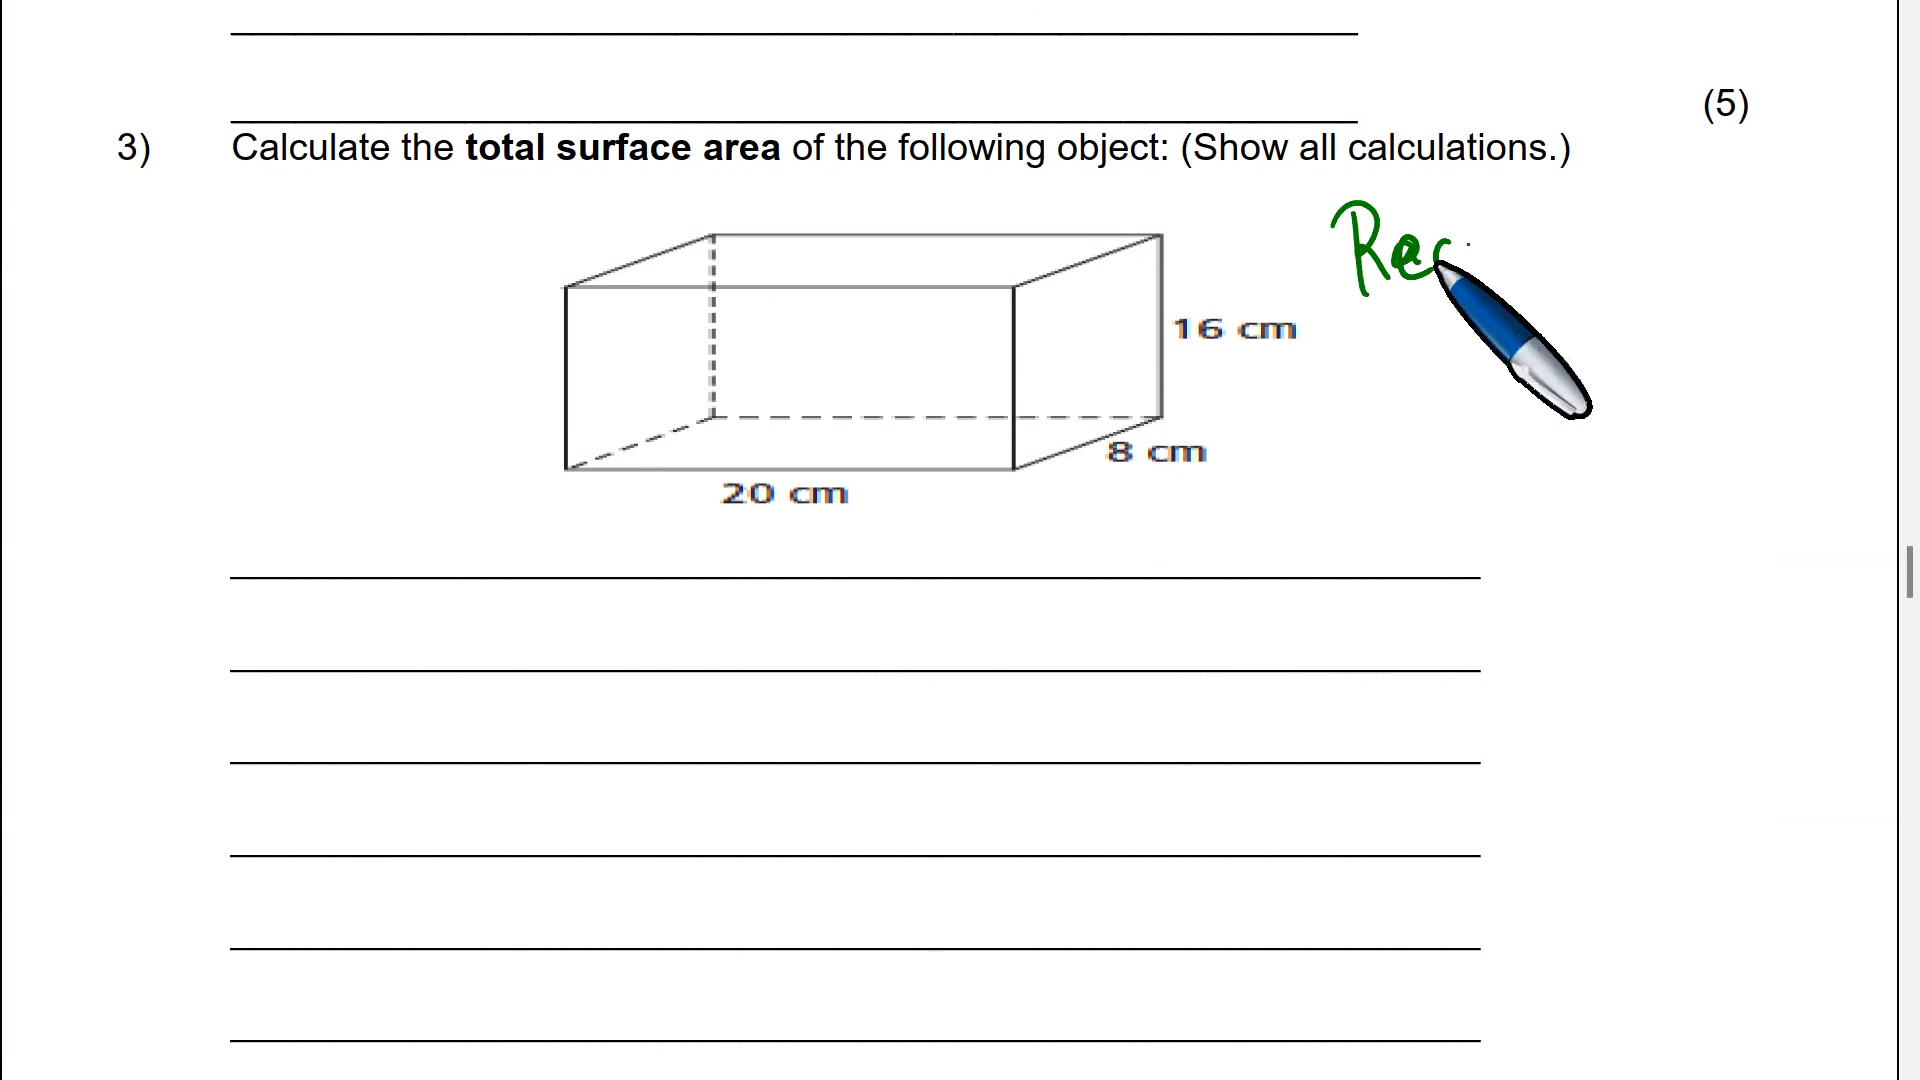 (5)
3) Calculate the total surface area of the following object: (Show all calculations.)
Rec
16 cm
8 cm
20 cm